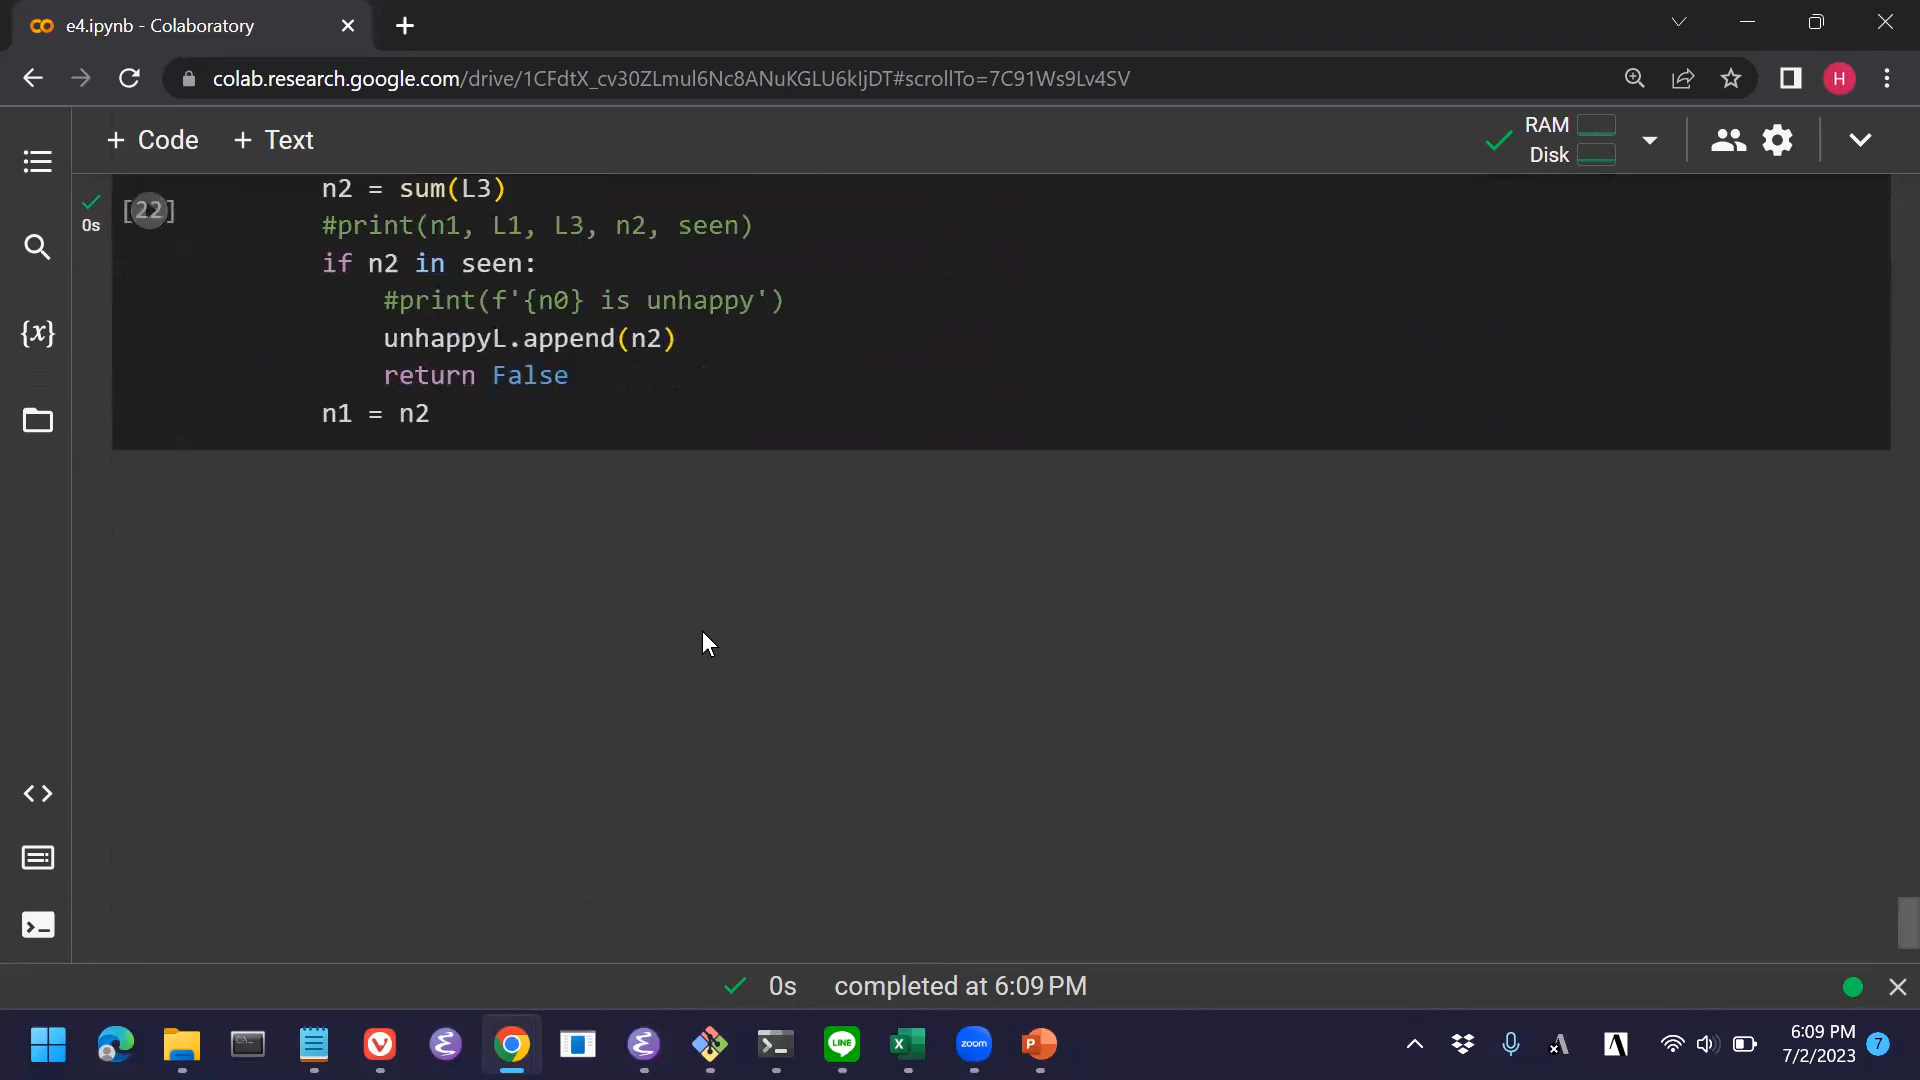 e4.ipynb - Colaboratory
colab.research.google.com/drive/1CFdtX_cv30ZLmul6Nc8ANuKGLU6kIjDT#scrollTo=7C91Ws9Lv4SV
H
+ Code + Text
RAM
Disk
[22]
0s
n2 = sum(L3)
#print(n1, L1, L3, n2, seen)
if n2 in seen:
#print(f'{n0} is unhappy')
unhappyL.append(n2)
return False
n1 = n2
{x}
0s completed at 6:09 PM
LINE
zoom
6:09 PM
7/2/2023
7